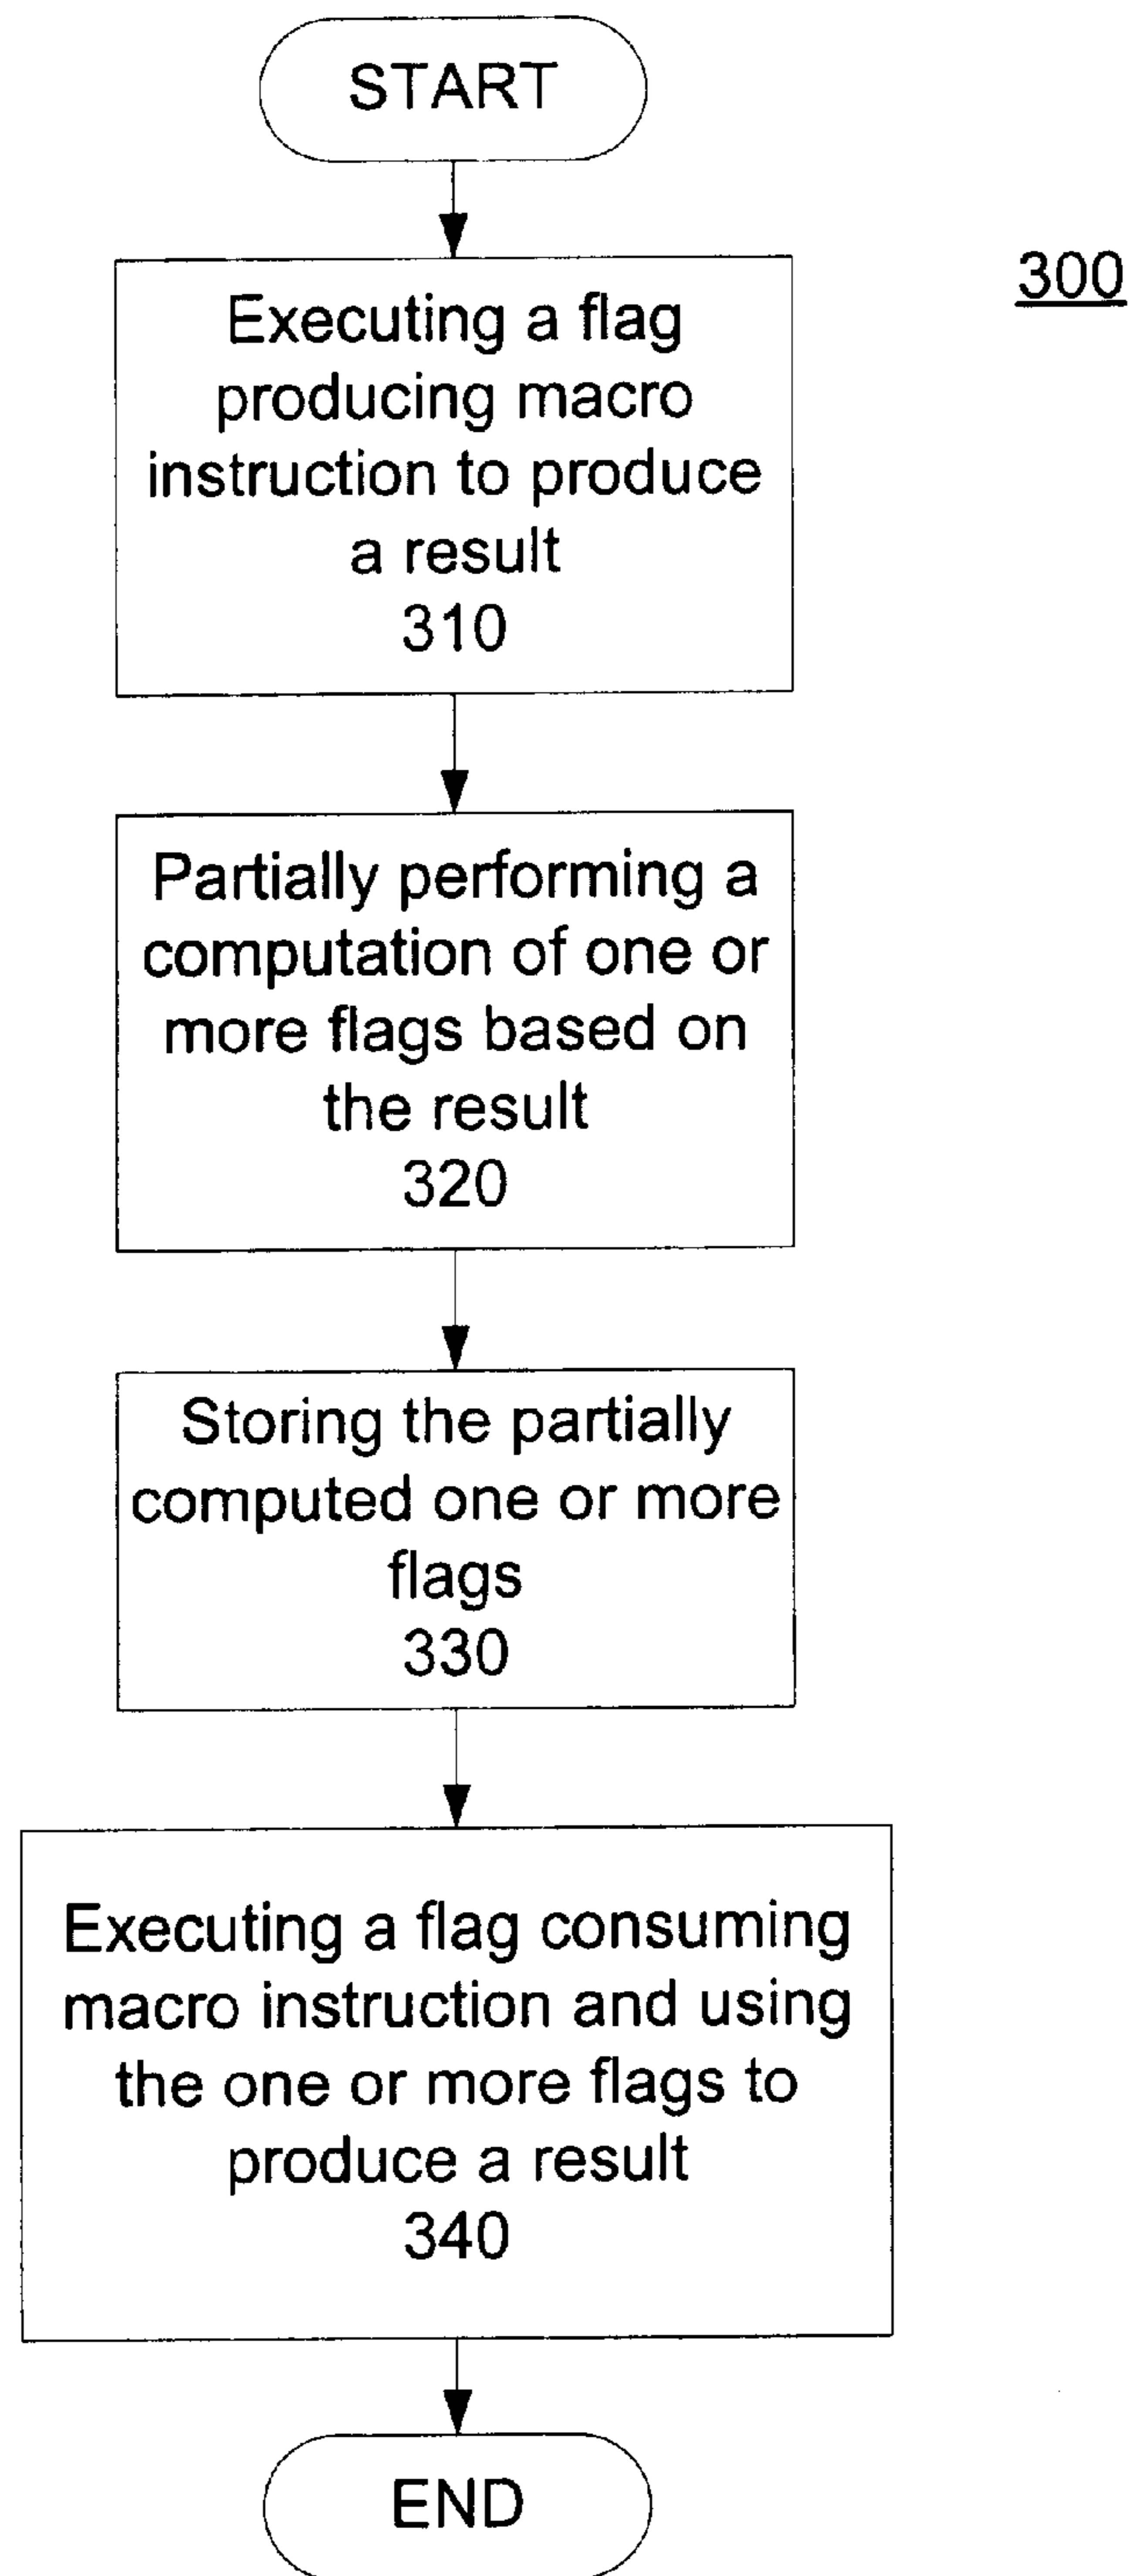 START
300
Executing a flag
producing macro
instruction to produce
a result
310
Partially performing a
computation of one or
more flags based on
the result
320
Storing the partially
computed one or more
flags
330
Executing a flag consuming
macro instruction and using
the one or more flags to
produce a result
340
END